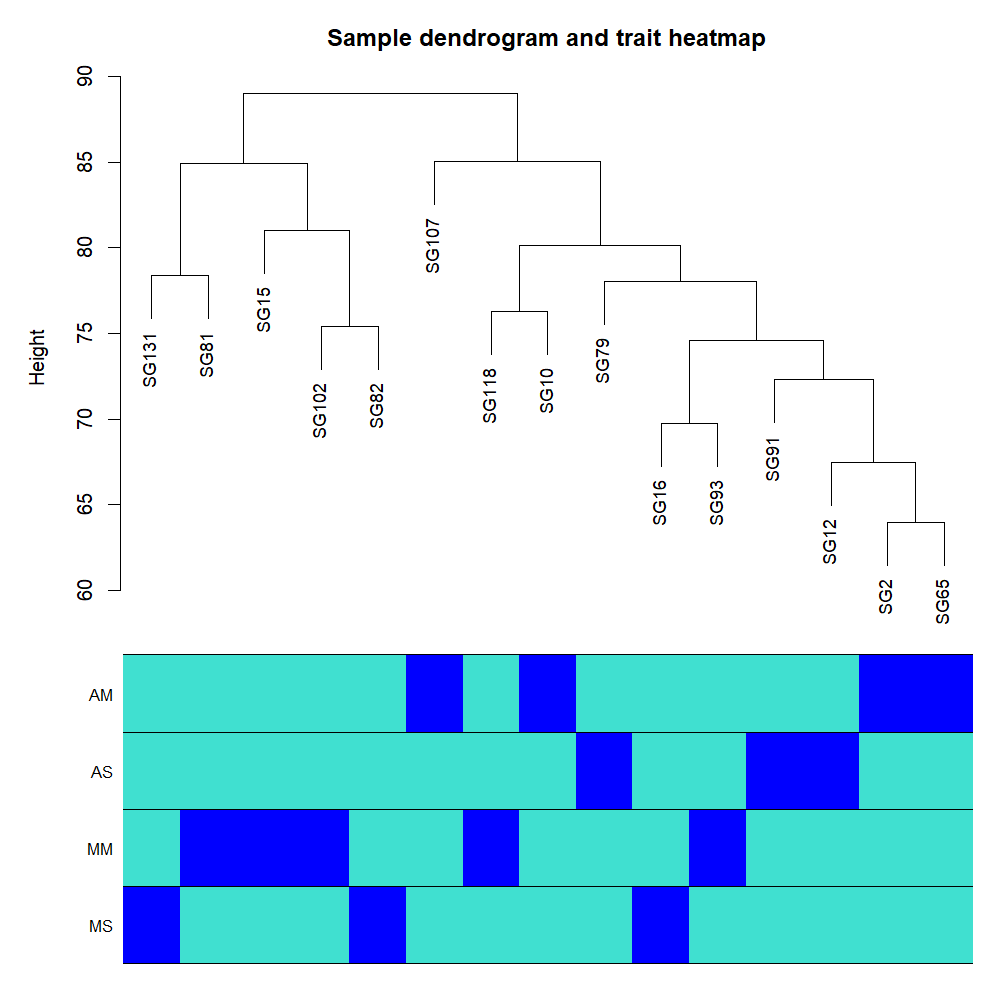 Sample dendrogram and trait heatmap
90
85
80
75
70
65
60
Height
SG131
SG81
SG15
SG102
SG82
SG107
SG118
SG10
SG79
SG16
SG93
SG91
SG12
SG2
SG65
AM
AS
MM
MS